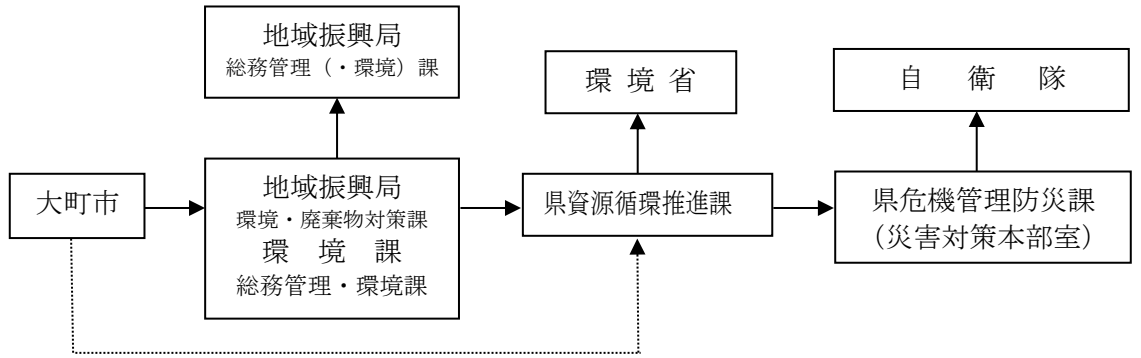 地域振興局
総務管理（・環境）課
環 境 省
自 衛 隊
大町市
地域振興局
環境・廃棄物対策課
環 境 課
総務管理・環境課
県資源循環推進課
県危機管理防災課
（災害対策本部室）